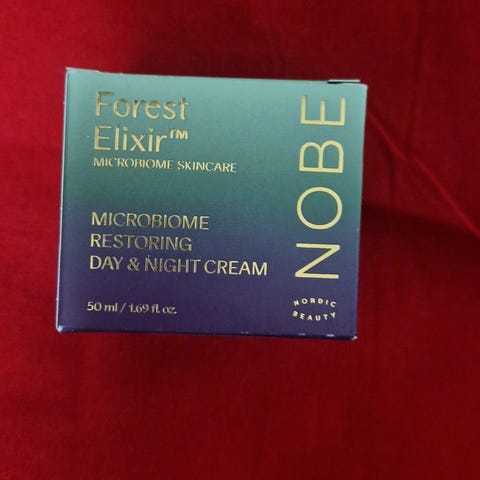 Forest
Elixir™
MICROBIOME SKINCARE
MICROBIOME
RESTORING
DAY & NIGHT CREAM
50 ml / 1.69 fl. oz.
NOBE
NORDIC
BEAUTY